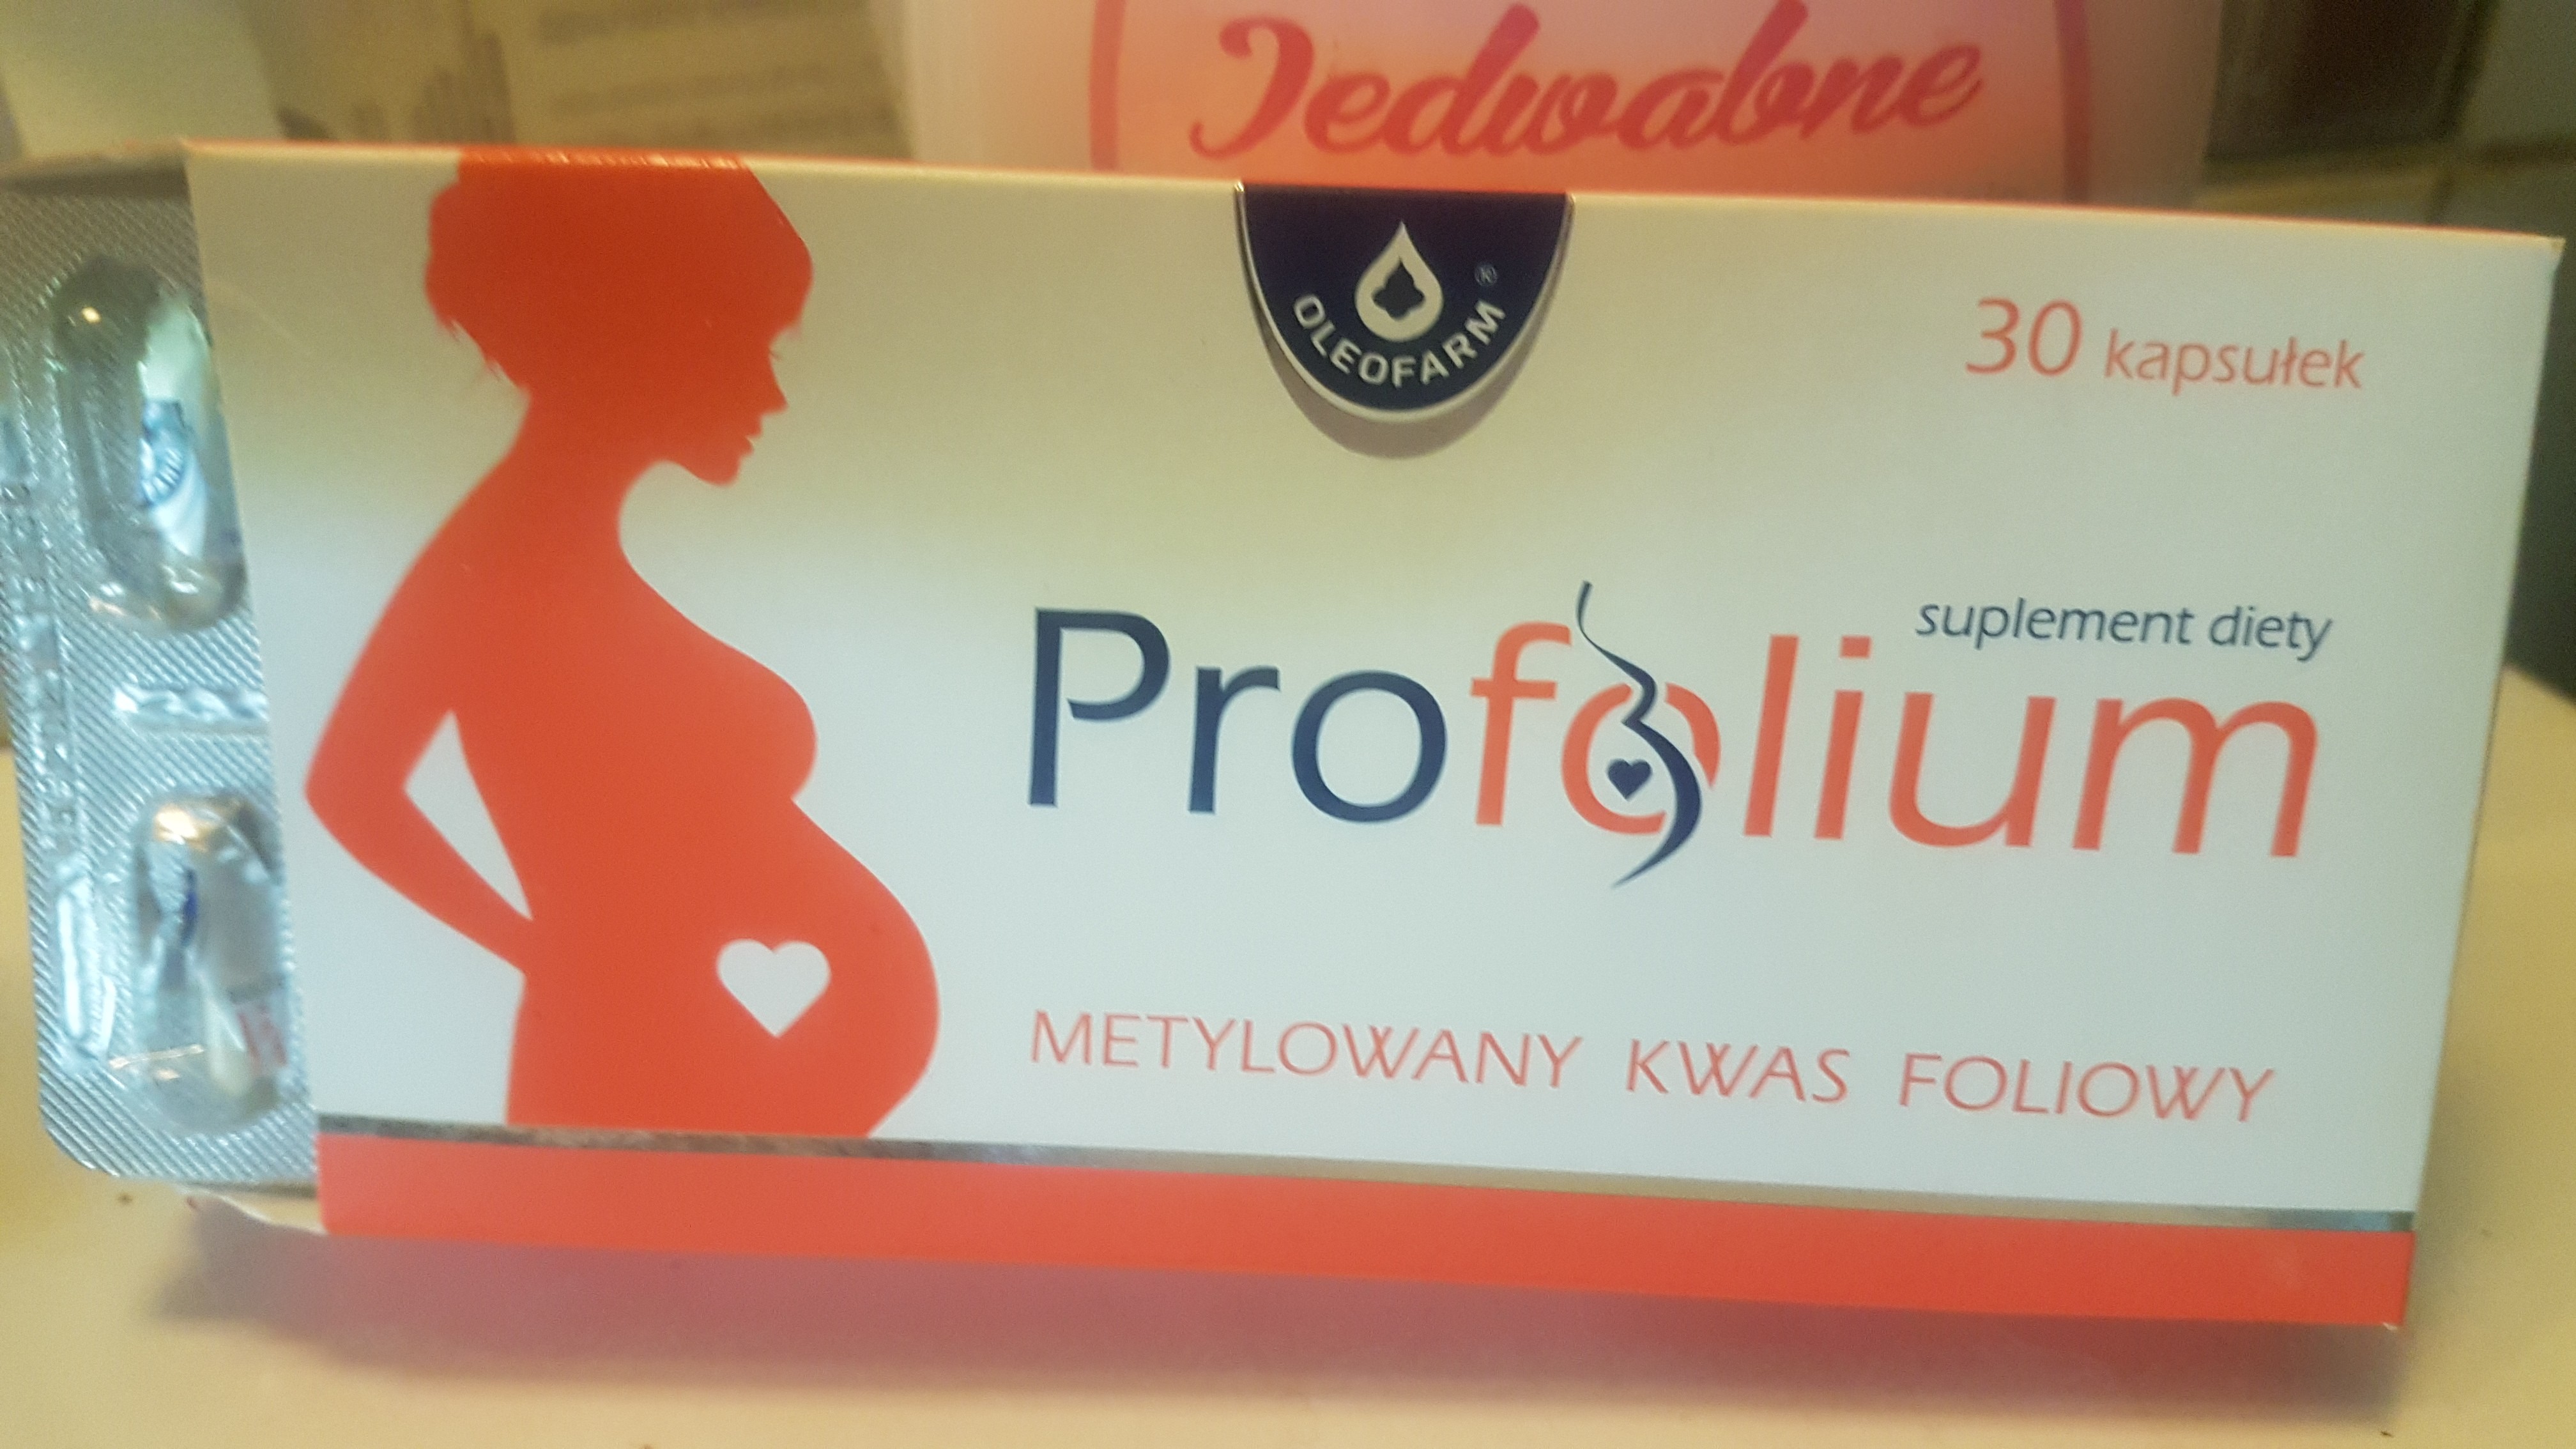 Jedwabne
OLEOFARM®
30 kapsułek
suplement diety
Profolium
METYLOWANY KWAS FOLIOWY